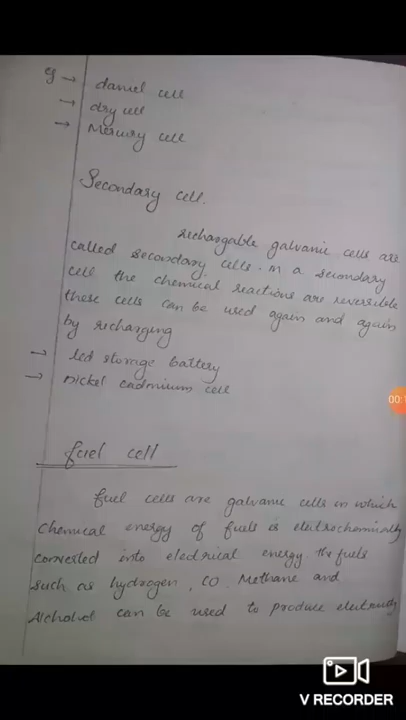 eg → daniel cell
→ dry cell
→ Mercury cell
Secondary cell.
rechargable galvanic cells are
called secondary cells. In a secondary
cell the chemical reactions are reversible
these cells can be used again and again
by recharging
→ led storage battery
→ Nickel cadmium cell
fuel cell
fuel cells are galvanic cells in which
chemical energy of fuels is eletrochemically
converted into electrical energy. the fuels
such as hydrogen, CO, Methane and
Alchohol can be used to produce
V RECORDER